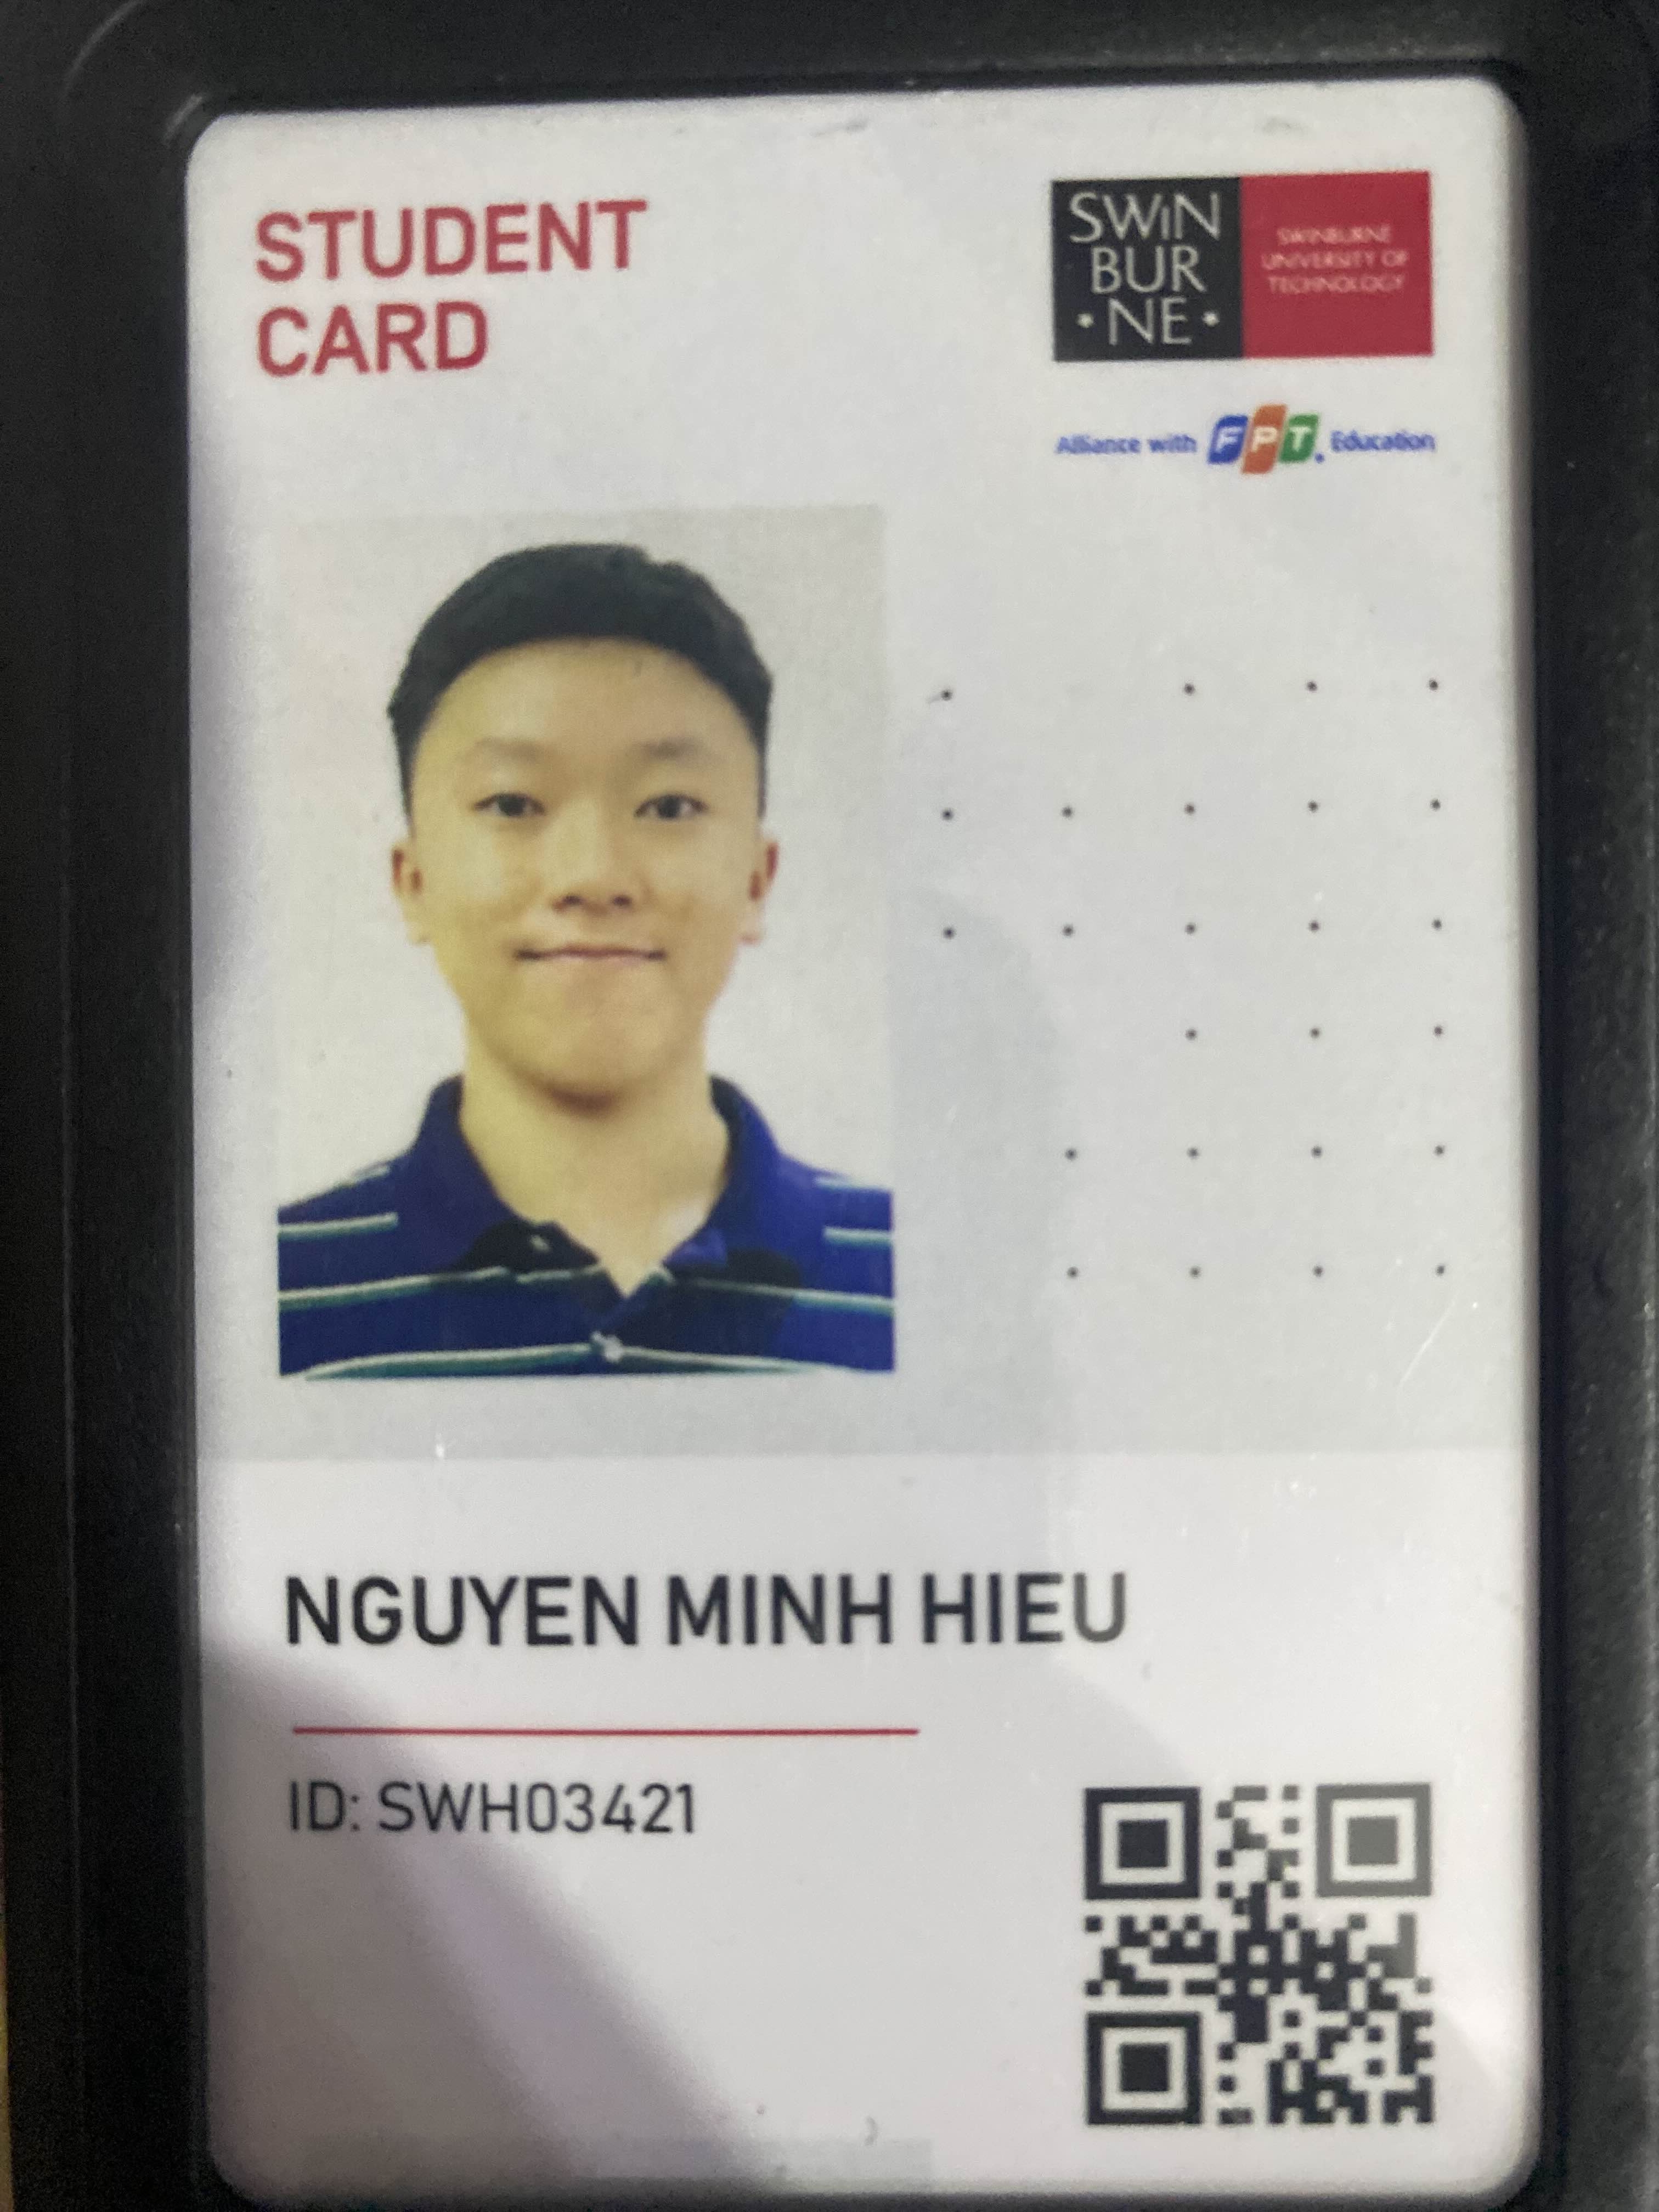 STUDENT
CARD
SWIN
BUR
• NE •
SWINBURNE
UNIVERSITY OF
TECHNOLOGY
Alliance with FPT. Education
NGUYEN MINH HIEU
ID: SWH03421